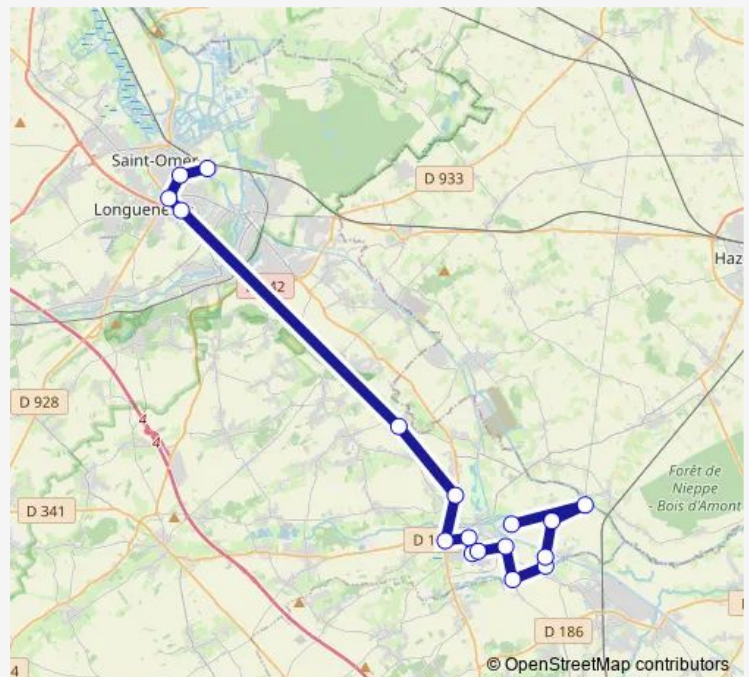 Saint-Omer
D 933
Longuene
Haz
D 928
4
4
D 341
Forêt de
Nieppe
- Bois d'Amont
D 1
D 186
4
© OpenStreetMap contributors